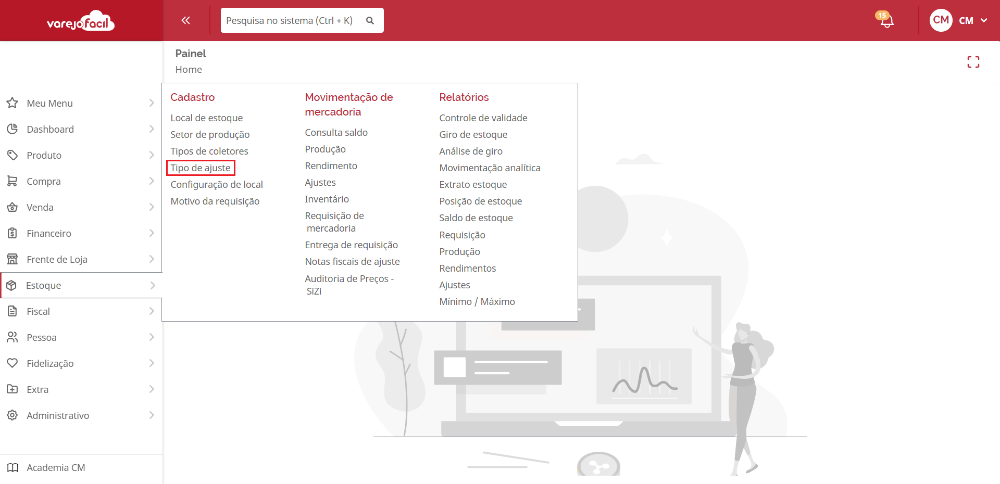 varejofacil
Pesquisa no sistema (Ctrl + K)
15
CM
CM
Painel
Home
Meu Menu
Dashboard
Produto
Compra
Venda
Financeiro
Frente de Loja
Estoque
Fiscal
Pessoa
Fidelização
Extra
Administrativo
Academia CM
Cadastro
Local de estoque
Setor de produção
Tipos de coletores
Tipo de ajuste
Configuração de local
Motivo da requisição
Movimentação de
mercadoria
Consulta saldo
Produção
Rendimento
Ajustes
Inventário
Requisição de
mercadoria
Entrega de requisição
Notas fiscais de ajuste
Auditoria de Preços -
SiZi
Relatórios
Controle de validade
Giro de estoque
Análise de giro
Movimentação analítica
Extrato estoque
Posição de estoque
Saldo de estoque
Requisição
Produção
Rendimentos
Ajustes
Mínimo / Máximo